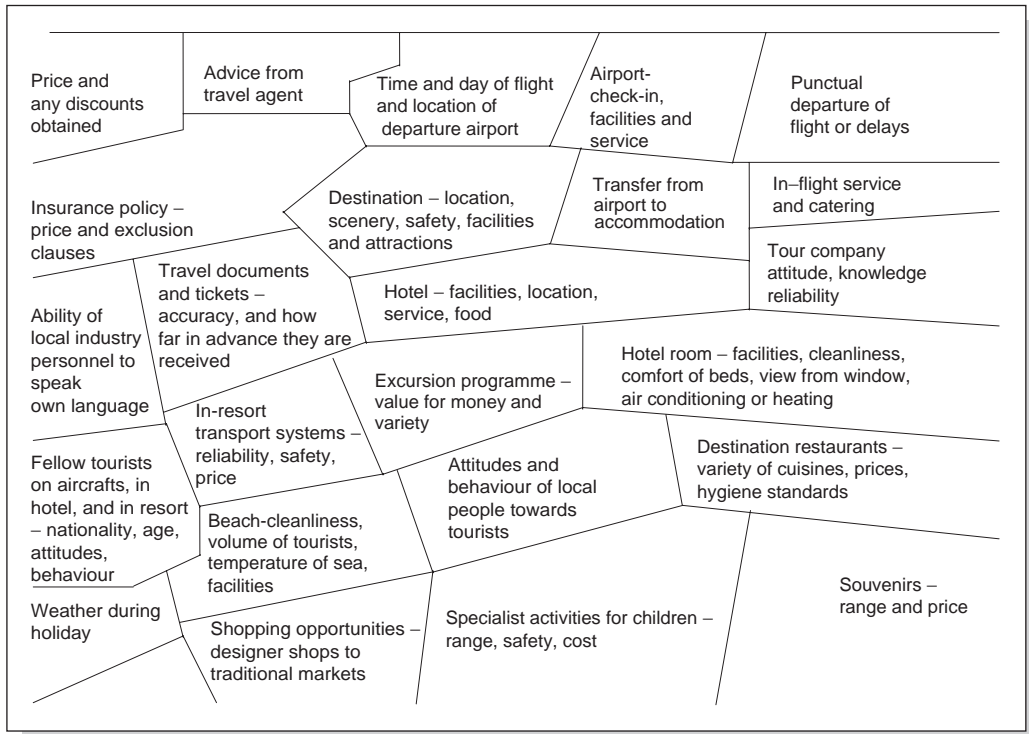 Price and
any discounts
obtained
Advice from
travel agent
Time and day of flight
and location of
departure airport
Airport-
check-in,
facilities and
service
Punctual
departure of
flight or delays
Insurance policy –
price and exclusion
clauses
Destination – location,
scenery, safety, facilities
and attractions
Transfer from
airport to
accommodation
In–flight service
and catering
Tour company
attitude, knowledge
reliability
Ability of
local industry
personnel to
speak
own language
Travel documents
and tickets –
accuracy, and how
far in advance they are
received
Hotel – facilities, location,
service, food
Hotel room – facilities, cleanliness,
comfort of beds, view from window,
air conditioning or heating
In-resort
transport systems –
reliability, safety,
price
Excursion programme –
value for money and
variety
Fellow tourists
on aircrafts, in
hotel, and in resort
– nationality, age,
attitudes,
behaviour
Beach-cleanliness,
volume of tourists,
temperature of sea,
facilities
Attitudes and
behaviour of local
people towards
tourists
Destination restaurants –
variety of cuisines, prices,
hygiene standards
Weather during
holiday
Shopping opportunities –
designer shops to
traditional markets
Specialist activities for children –
range, safety, cost
Souvenirs –
range and price